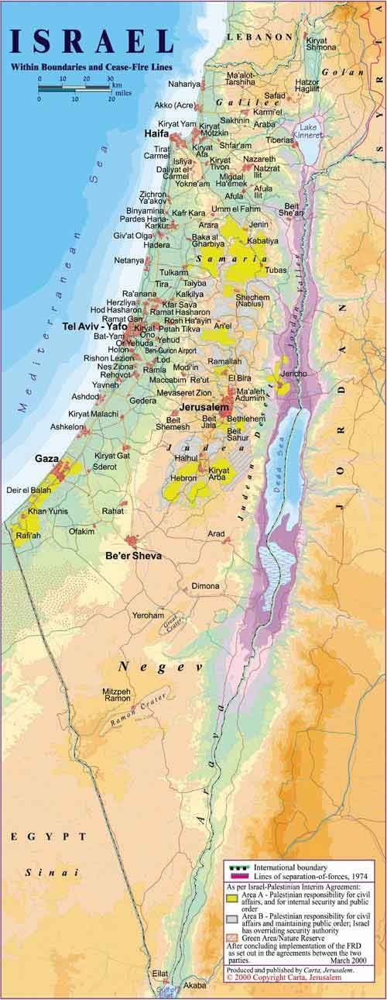 ISRAEL
Within Boundaries and Cease-Fire Lines
0 10 20 30
km
miles
0 10 20
LEBANON
SYRIA
Kiryat
Shmona
Golan
Nahariya
Ma'alot-
Tarshiha
Hatzor
Haglilit
Safad
Akko (Acre)
Galilee
Karmi'el
Kiryat Yam
Kiryat
Motzkin
Sakhnin
Araba
Lake
Kinneret
Haifa
Tiberias
Tirat
Carmel
Kiryat
Ata
Shfar'am
Isfiya
Kiryat
Tivon
Nazareth
Natzrat
Ilit
Daliyat el-
Carmel
Migdal
Ha'emek
Yokne'am
Afula
Afula
Ilit
Zichron
Ya'akov
Beit
She'an
Binyamina
Kafr Kara
Umm el Fahm
Pardes Hana-
Karkur
Arara
Jenin
Giv'at Olga
Baka al
Gharbiya
Kabatiya
Hadera
Mediterranean Sea
Netanya
Samaria
Tulkarm
Tubas
Tira
Taiyba
Jordan Valley
Ra'anana
Kalkilya
Shechem
(Nablus)
Herzliya
Kfar Sava
Hod Hasharon
Ramat Hasharon
Ramat Gan
Rosh Ha'ayin
Tel Aviv - Yafo
Kiryat
Ono
Petah Tikva
Ari'el
Bat-Yam
Or Yehuda
Yehud
Holon
Ben-Gurion Airport
Rishon Lezion
Lod
Ramallah
Nes Ziona
Ramla
Modi'in
Jericho
Rehovot
Maccabim
Re'ut
El Bira
Yavneh
Mevaseret Zion
Ma'aleh
Adumim
Ashdod
Gedera
Jerusalem
Kiryat Malachi
Beit
Shemesh
Beit
Jala
Bethlehem
Beit
Sahur
Ashkelon
Judea
Judean Desert
Dead Sea
JORDAN
Gaza
Kiryat Gat
Halhul
Sderot
Hebron
Kiryat
Arba
Deir el Balah
Khan Yunis
Rahat
Rafi'ah
Ofakim
Arad
Be'er Sheva
Dimona
Yeroham
Great
Crater
Negev
Mitzpeh
Ramon
Ramon Crater
Arava
EGYPT
Sinai
Eilat
Gulf of
Eilat
Akaba
International boundary
Lines of separation-of-forces, 1974
As per Israel-Palestinian Interim Agreement:
Area A - Palestinian responsibility for civil
affairs, and for internal security and public
order
Area B - Palestinian responsibility for civil
affairs and maintaining public order; Israel
has overriding security authority
Green Area/Nature Reserve
After concluding implementation of the FRD
as set out in the agreements between the two
parties. March 2000
Produced and published by Carta, Jerusalem.
© 2000 Copyright Carta, Jerusalem